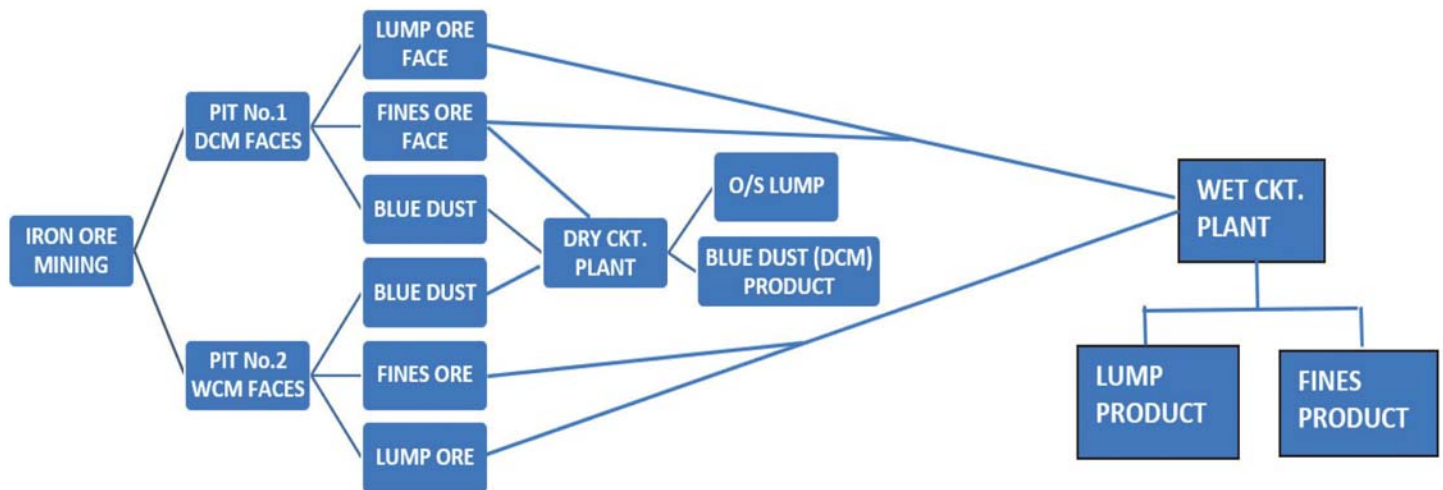 IRON ORE
MINING
PIT No.1
DCM FACES
PIT No.2
WCM FACES
LUMP ORE
FACE
FINES ORE
FACE
BLUE DUST
BLUE DUST
FINES ORE
LUMP ORE
DRY CKT.
PLANT
O/S LUMP
BLUE DUST (DCM)
PRODUCT
WET CKT.
PLANT
LUMP
PRODUCT
FINES
PRODUCT